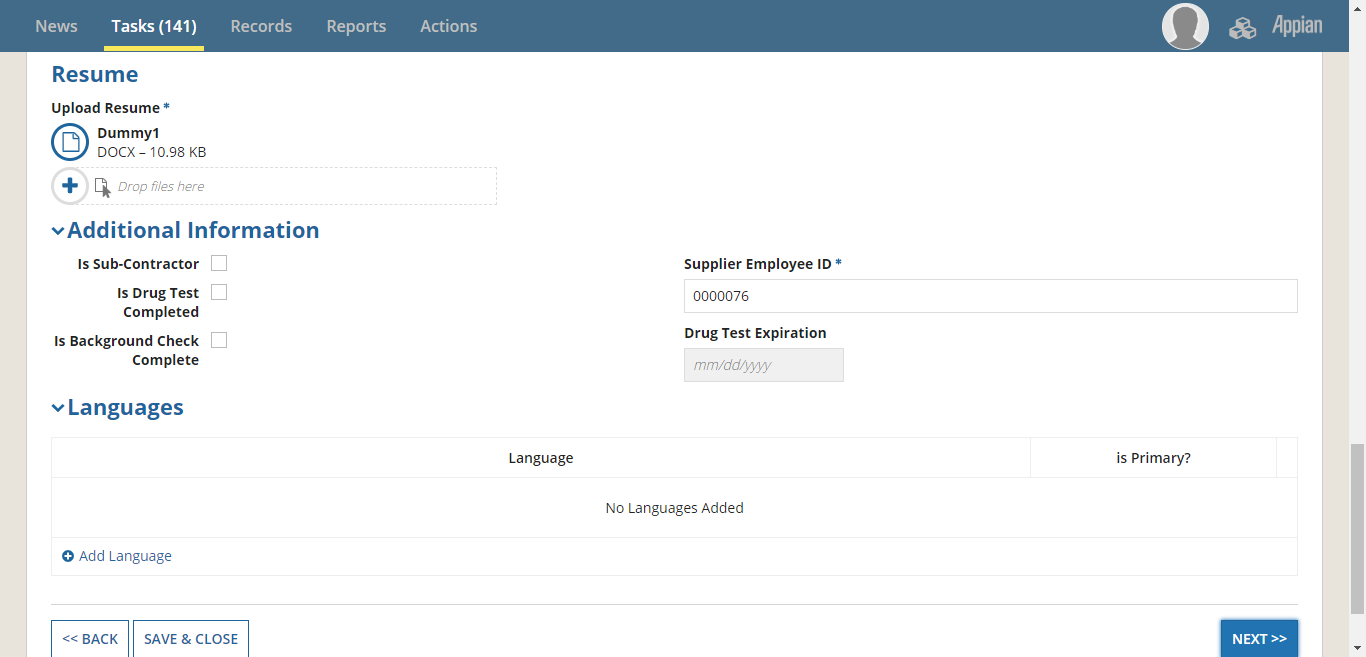 News
Tasks (141)
Records
Reports
Actions
Appian
Resume
Upload Resume *
Dummy1
DOCX – 10.98 KB
Drop files here
Additional Information
Is Sub-Contractor
Is Drug Test
Completed
Is Background Check
Complete
Supplier Employee ID *
0000076
Drug Test Expiration
mm/dd/yyyy
Languages
Language
is Primary?
No Languages Added
Add Language
<< BACK
SAVE & CLOSE
NEXT >>